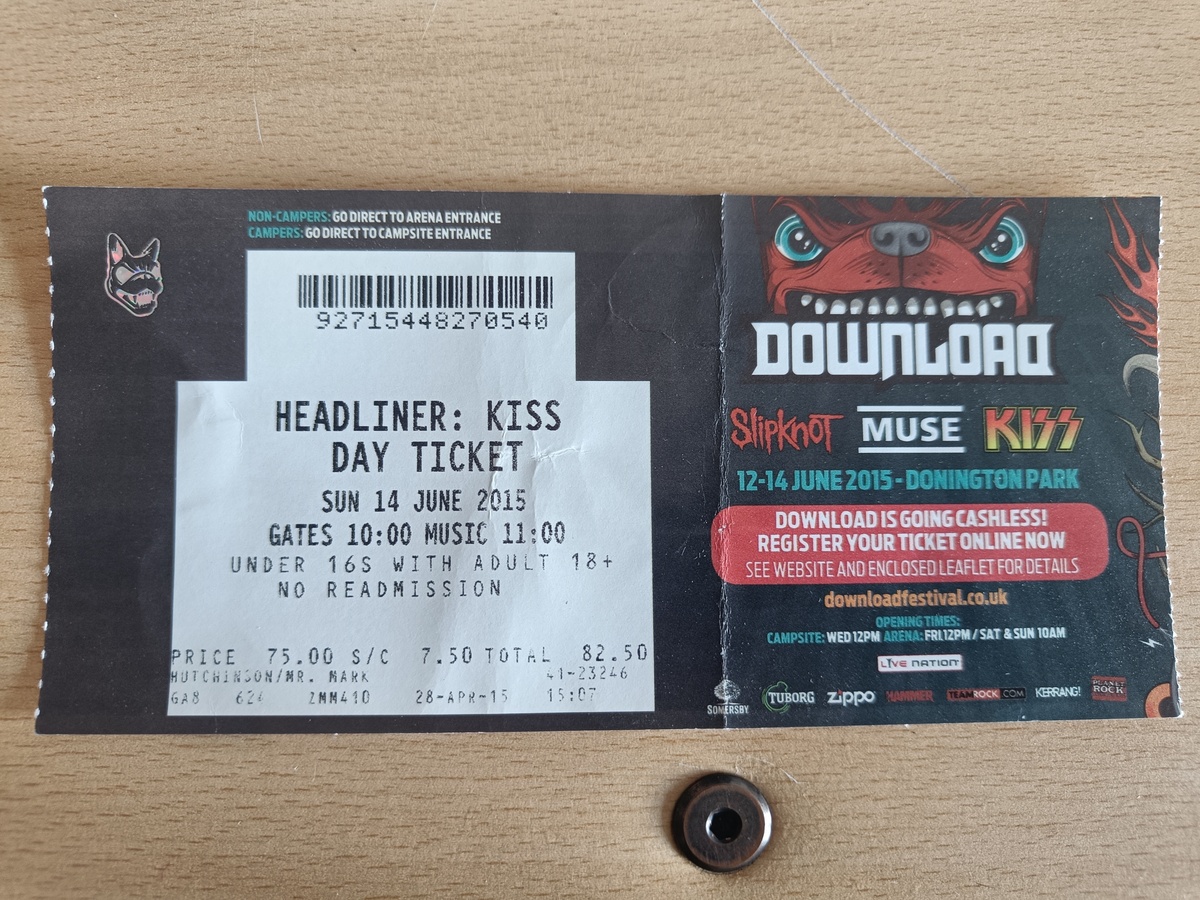 NON-CAMPERS: GO DIRECT TO ARENA ENTRANCE
CAMPERS: GO DIRECT TO CAMPSITE ENTRANCE
92715448270540
HEADLINER: KISS
DAY TICKET
SUN 14 JUNE 2015
GATES 10:00 MUSIC 11:00
UNDER 16S WITH ADULT 18+
NO READMISSION
PRICE 75.00 S/C 7.50 TOTAL 82.50
HUTCHINSON/MR. MARK 41-23246
GA8 624 ZMM410 28-APR-15 15:07
DOWNLOAD
SLIPKNOT MUSE KISS
12-14 JUNE 2015 - DONINGTON PARK
DOWNLOAD IS GOING CASHLESS!
REGISTER YOUR TICKET ONLINE NOW
SEE WEBSITE AND ENCLOSED LEAFLET FOR DETAILS
downloadfestival.co.uk
OPENING TIMES:
CAMPSITE: WED 12PM ARENA: FRI.12PM / SAT & SUN 10AM
LIVE NATION
SOMERSBY TUBORG Zippo HAMMER TEAMROCK.COM KERRANG! PLANET ROCK